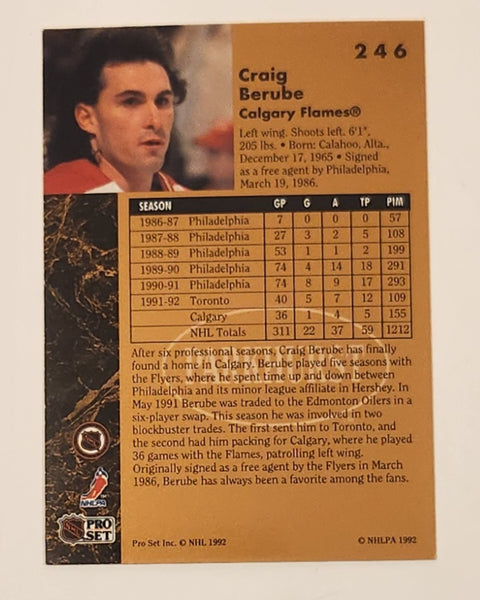 246
Craig
Berube
Calgary Flames®
Left wing. Shoots left. 6'1",
205 lbs. • Born: Calahoo, Alta.,
December 17, 1965 • Signed
as a free agent by Philadelphia,
March 19, 1986.
SEASON GP G A TP PIM
1986-87 Philadelphia 7 0 0 0 57
1987-88 Philadelphia 27 3 2 5 108
1988-89 Philadelphia 53 1 1 2 199
1989-90 Philadelphia 74 4 14 18 291
1990-91 Philadelphia 74 8 9 17 293
1991-92 Toronto 40 5 7 12 109
Calgary 36 1 4 5 155
NHL Totals 311 22 37 59 1212
After six professional seasons, Craig Berube has finally
found a home in Calgary. Berube played five seasons with
the Flyers, where he spent time up and down between
Philadelphia and its minor league affiliate in Hershey. In
May 1991 Berube was traded to the Edmonton Oilers in a
six-player swap. This season he was involved in two
blockbuster trades. The first sent him to Toronto, and
the second had him packing for Calgary, where he played
36 games with the Flames, patrolling left wing.
Originally signed as a free agent by the Flyers in March
1986, Berube has always been a favorite among the fans.
NHLPA
NHL PRO
SET
Pro Set Inc. © NHL 1992 © NHLPA 1992